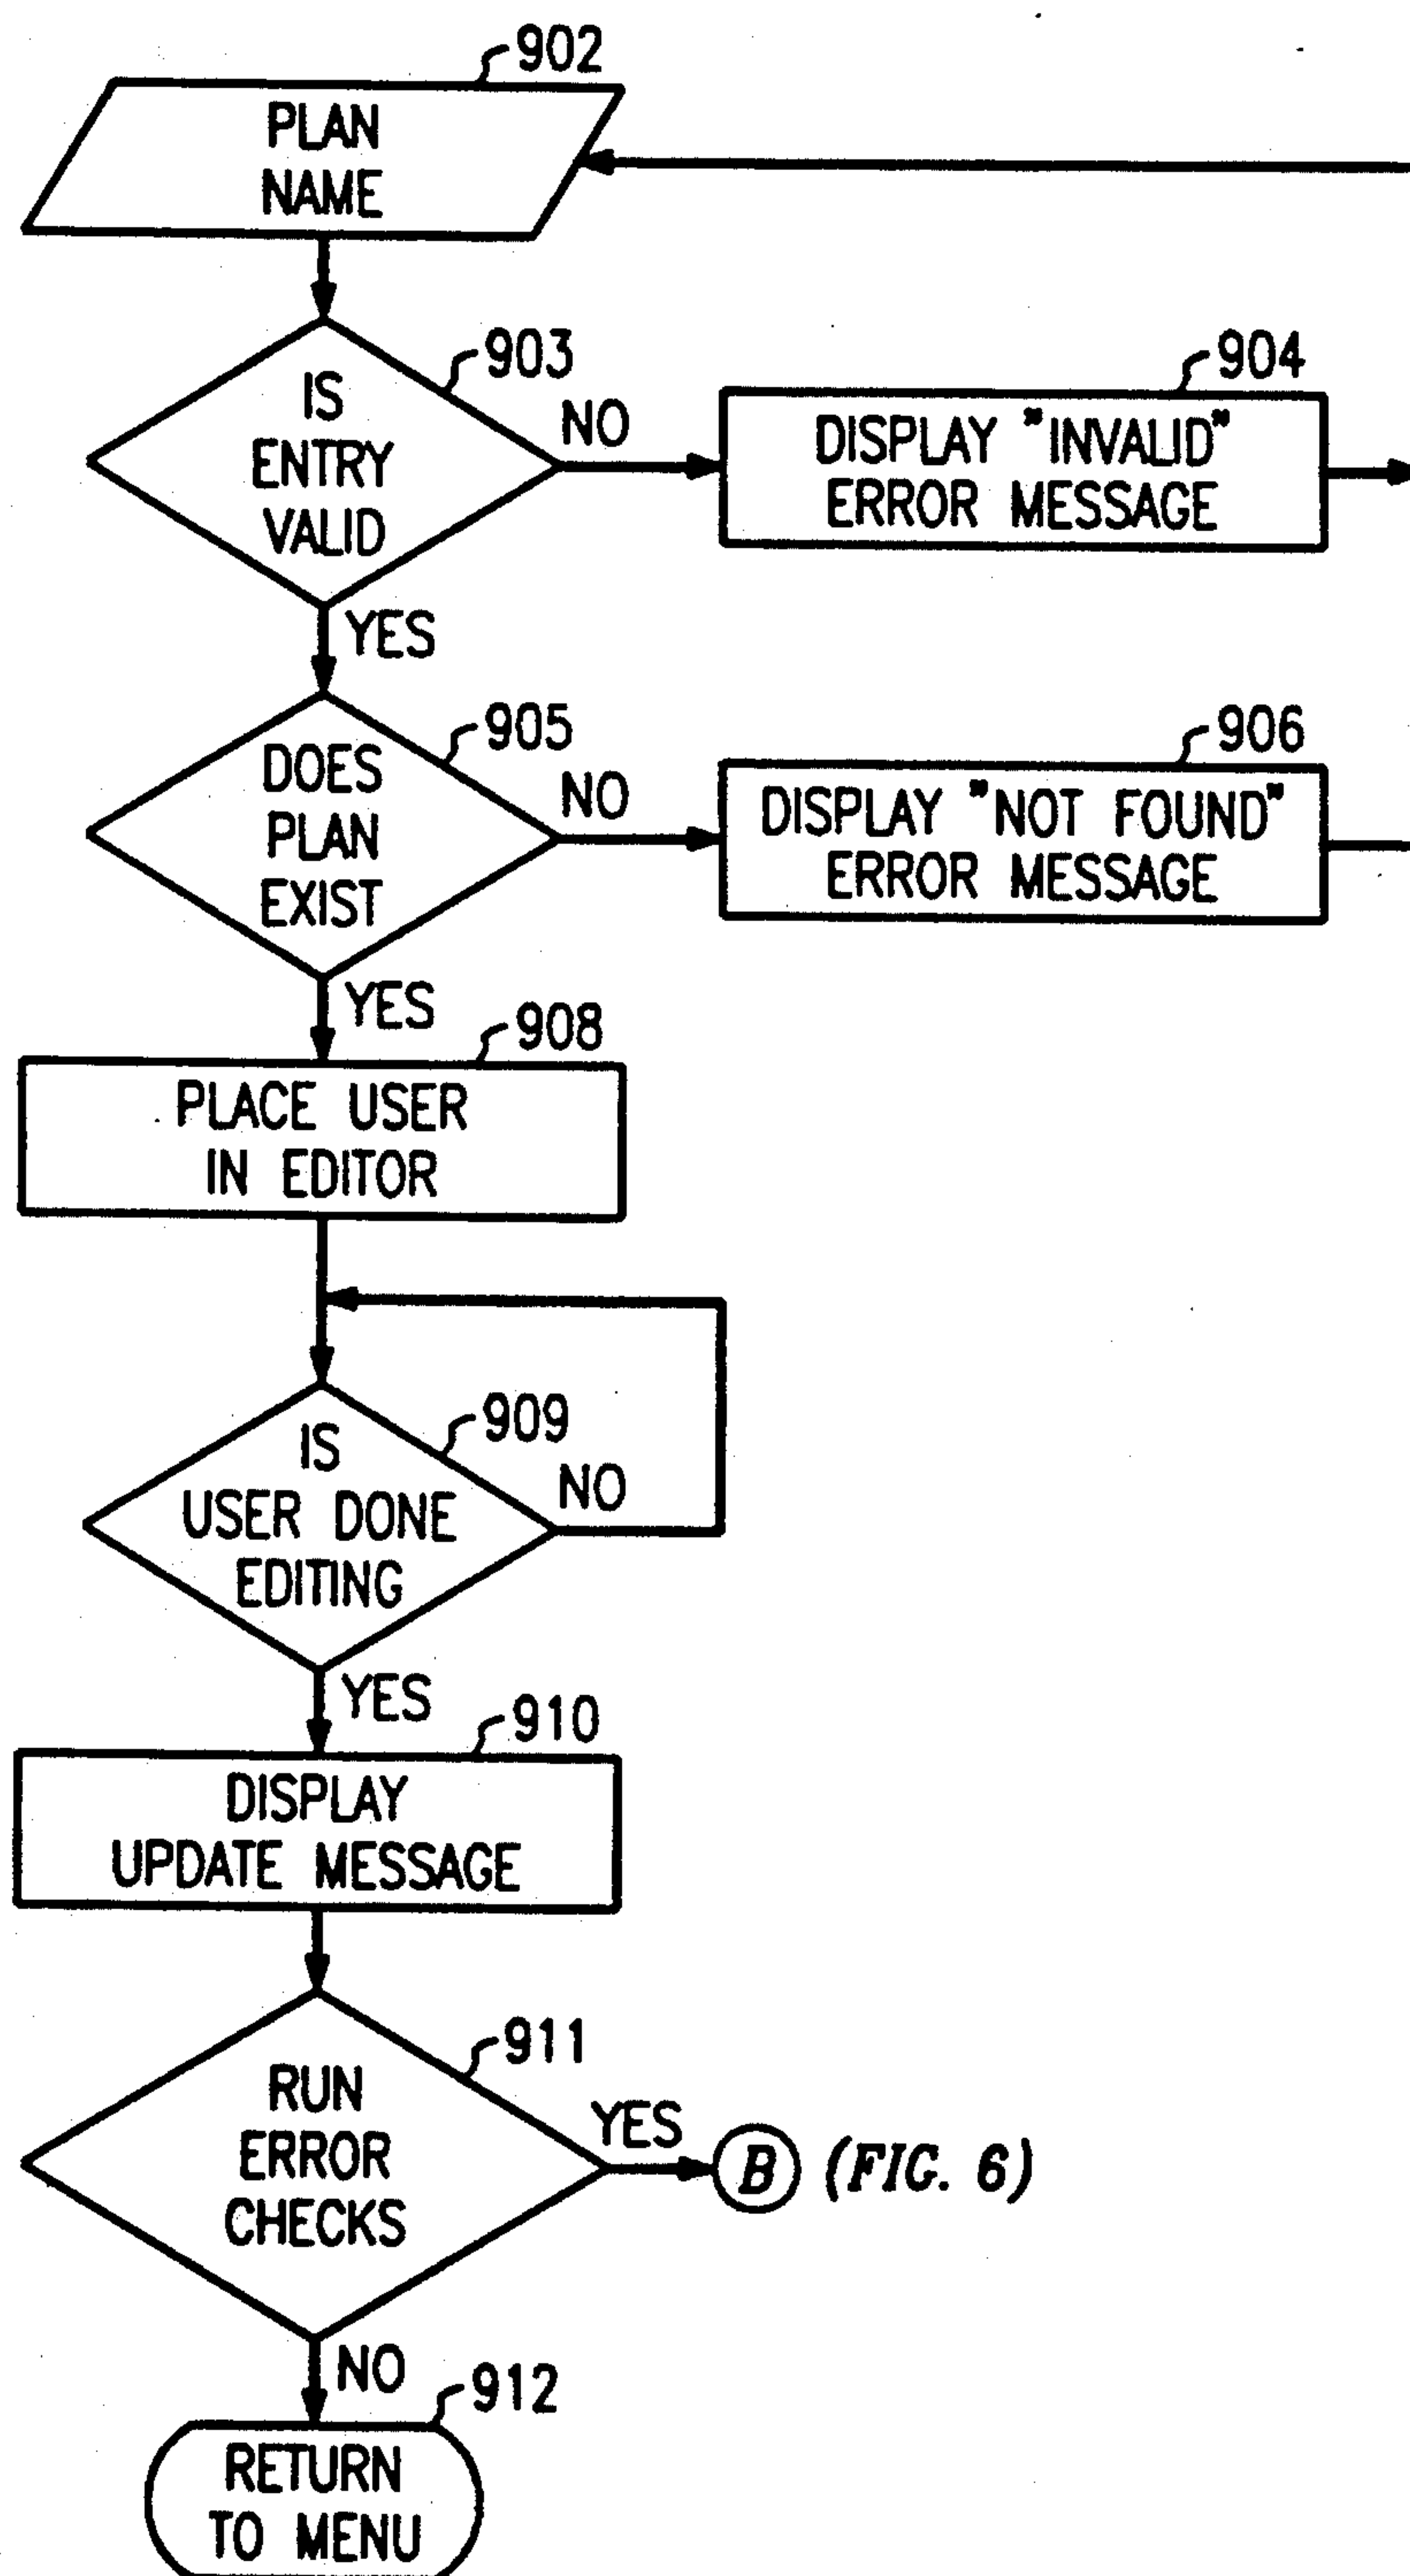 902
PLAN
NAME
903
IS
ENTRY
VALID
NO
904
DISPLAY "INVALID"
ERROR MESSAGE
YES
905
DOES
PLAN
EXIST
NO
906
DISPLAY "NOT FOUND"
ERROR MESSAGE
YES
908
PLACE USER
IN EDITOR
909
IS
USER DONE
EDITING
NO
YES
910
DISPLAY
UPDATE MESSAGE
911
RUN
ERROR
CHECKS
YES
B (FIG. 6)
NO
912
RETURN
TO MENU